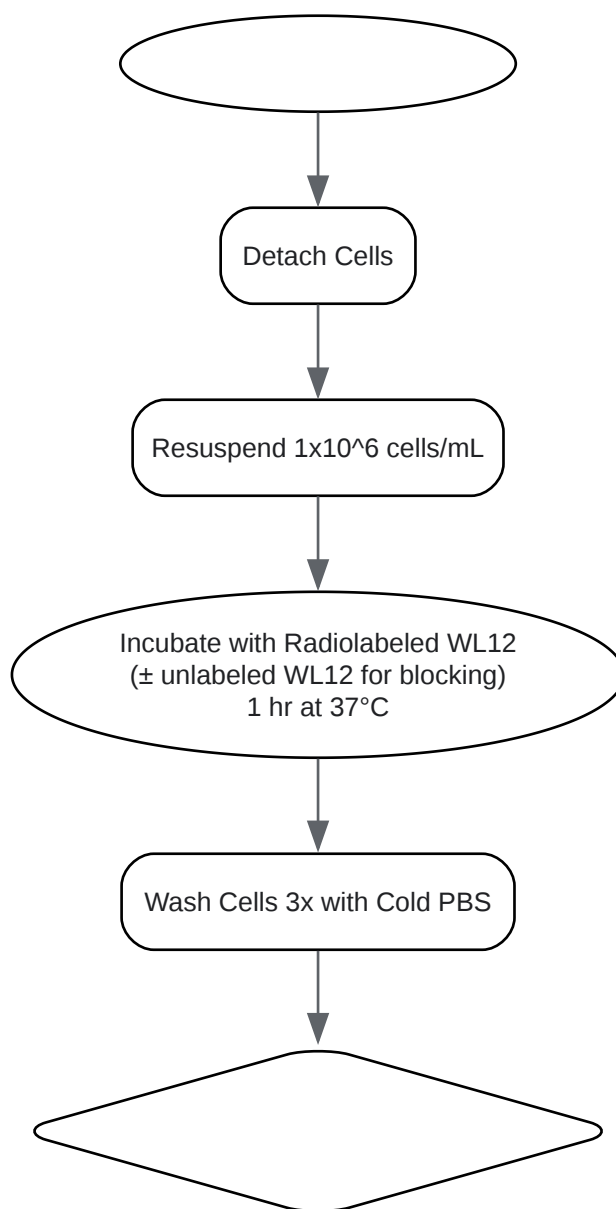 Detach Cells
Resuspend 1x10^6 cells/mL
Incubate with Radiolabeled WL12
(± unlabeled WL12 for blocking)
1 hr at 37°C
Wash Cells 3x with Cold PBS